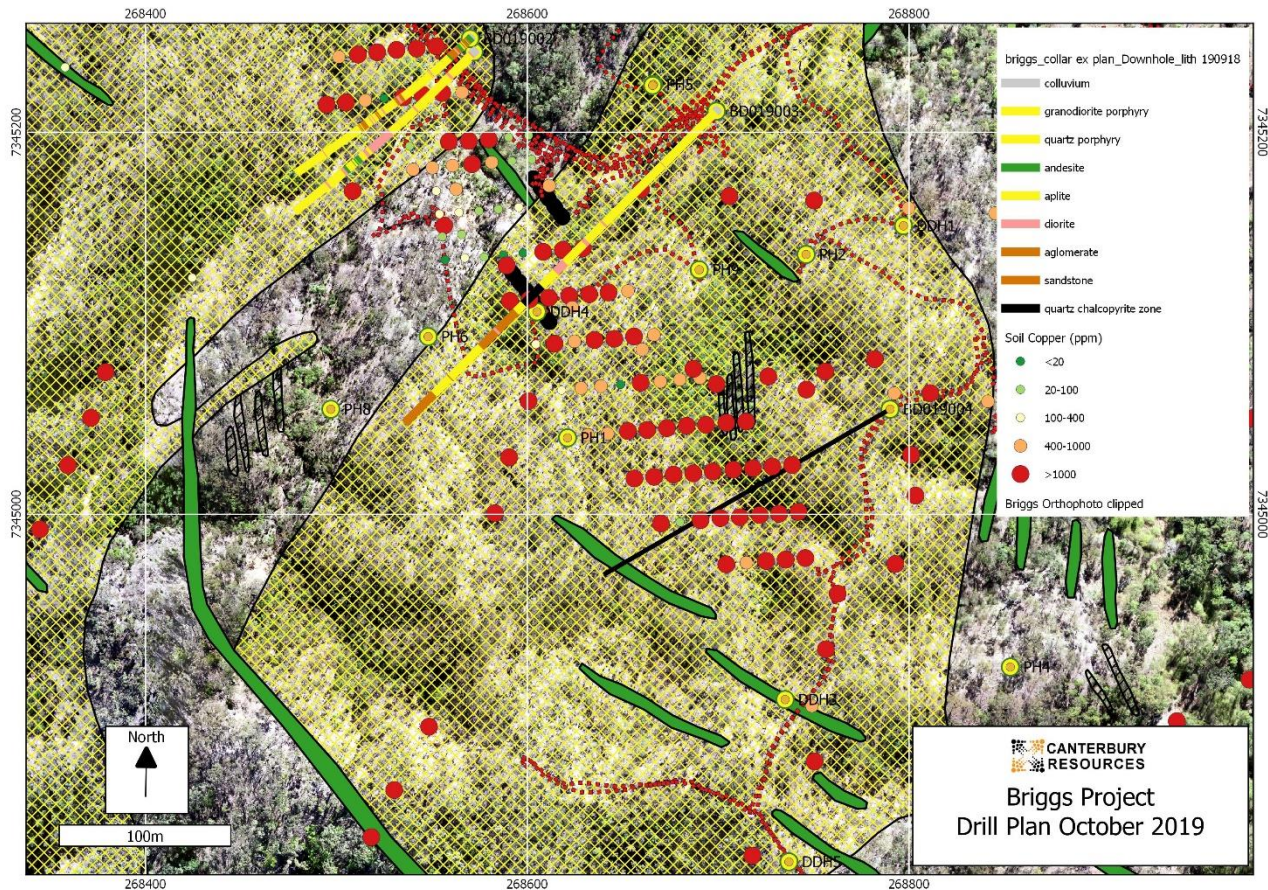 268400
268600
268800
BD019002
PH5
BD019003
7345200
7345200
DDH1
PH2
PH9
DDH4
PH6
PH8
BD019004
PH1
7345000
7345000
PH4
DDH3
DDH5
briggs_collar ex plan_Downhole_lith 190918
colluvium
granodiorite porphyry
quartz porphyry
andesite
aplite
diorite
aglomerate
sandstone
quartz chalcopyrite zone
Soil Copper (ppm)
<20
20-100
100-400
400-1000
>1000
Briggs Orthophoto clipped
North
100m
CANTERBURY
RESOURCES
Briggs Project
Drill Plan October 2019
268400
268600
268800